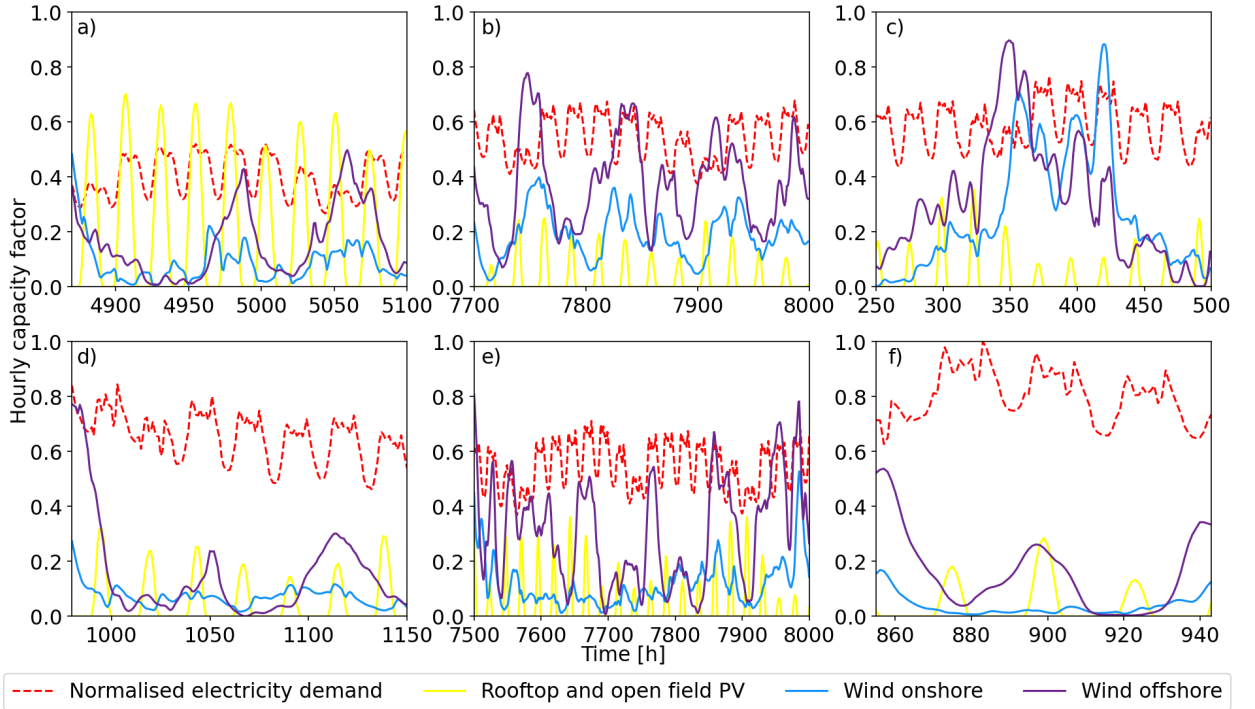 a) b) c)
1.0 1.0 1.0
0.8 0.8 0.8
0.6 0.6 0.6
0.4 0.4 0.4
0.2 0.2 0.2
0.0 0.0 0.0
4900 4950 5000 5050 5100 7700 7750 7800 7850 7900 7950 8000 250 300 350 400 450 500
Hourly capacity factor
d) e) f)
1.0 1.0 1.0
0.8 0.8 0.8
0.6 0.6 0.6
0.4 0.4 0.4
0.2 0.2 0.2
0.0 0.0 0.0
1000 1050 1100 1150 7500 7600 7700 7800 7900 8000 860 880 900 920 940
Time [h]
Normalised electricity demand Rooftop and open field PV Wind onshore Wind offshore